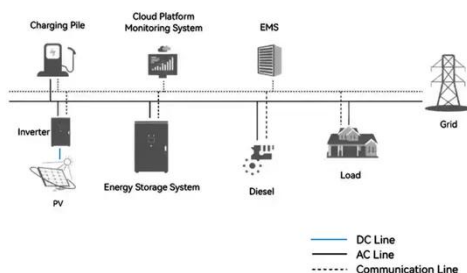 Charging Pile
Cloud Platform
Monitoring System
EMS
Grid
Inverter
PV
Energy Storage System
Diesel
Load
DC Line
AC Line
Communication Line